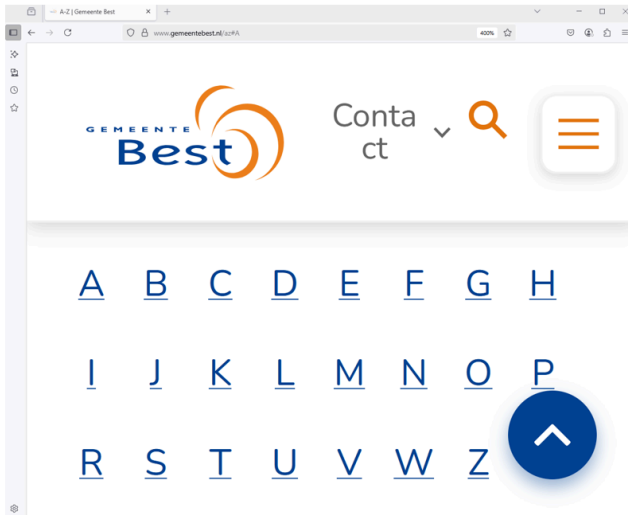 A-Z | Gemeente Best
www.gemeentebest.nl/az#A
400%
GEMEENTE
Best
Conta
ct
A B C D E F G H
I J K L M N O P
R S T U V W Z